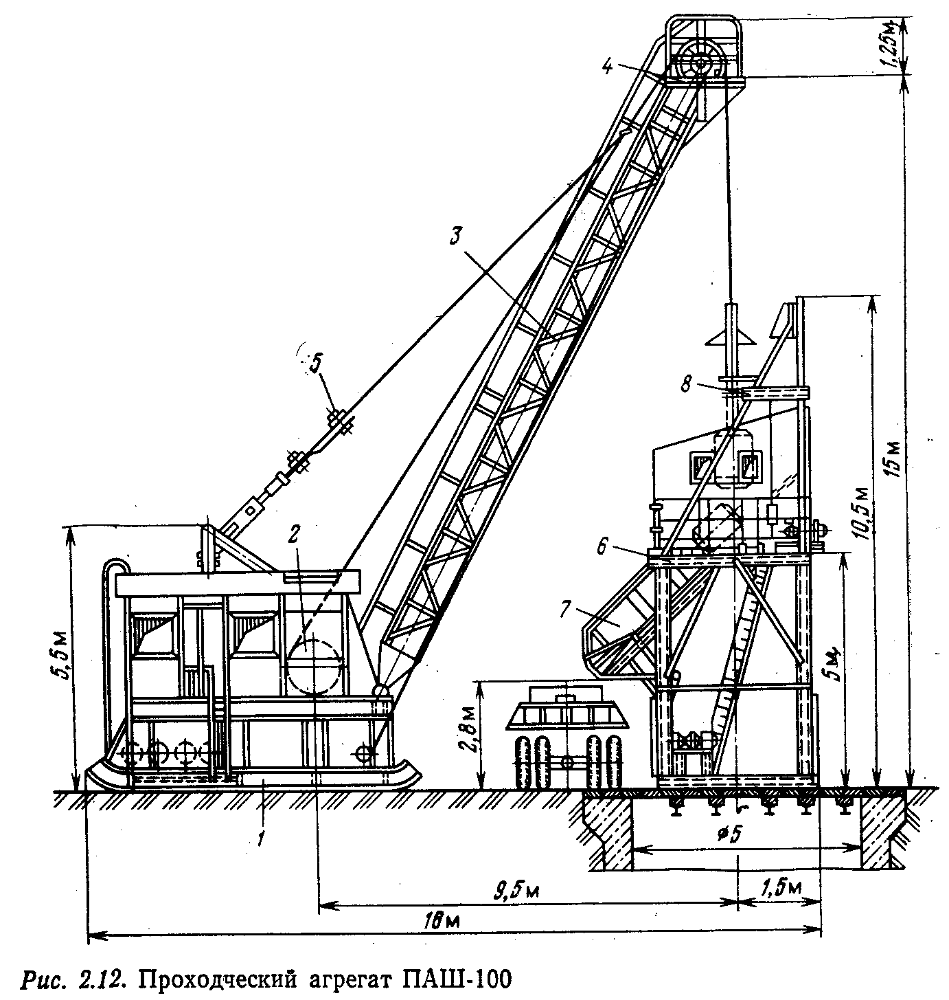 1,25м
4
3
5
8
15м
10,5м
2
6
7
5,5м
5м
2,8м
1
ø5
9,5м
1,5м
18м
Рис. 2.12. Проходческий агрегат ПАШ-100